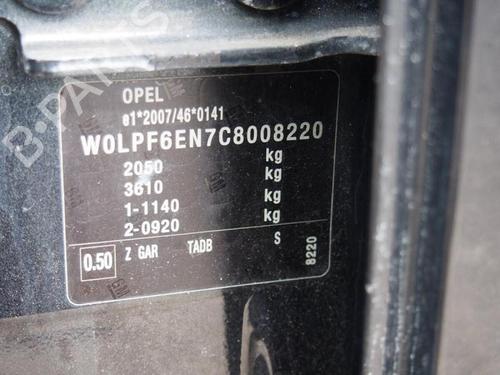 OPEL
e1*2007/46*0141
W0LPF6EN7C8008220
2050 kg
3610 kg
1-1140 kg
2-0920 kg
0.50 Z GAR TADB S
8220
B-PARTS